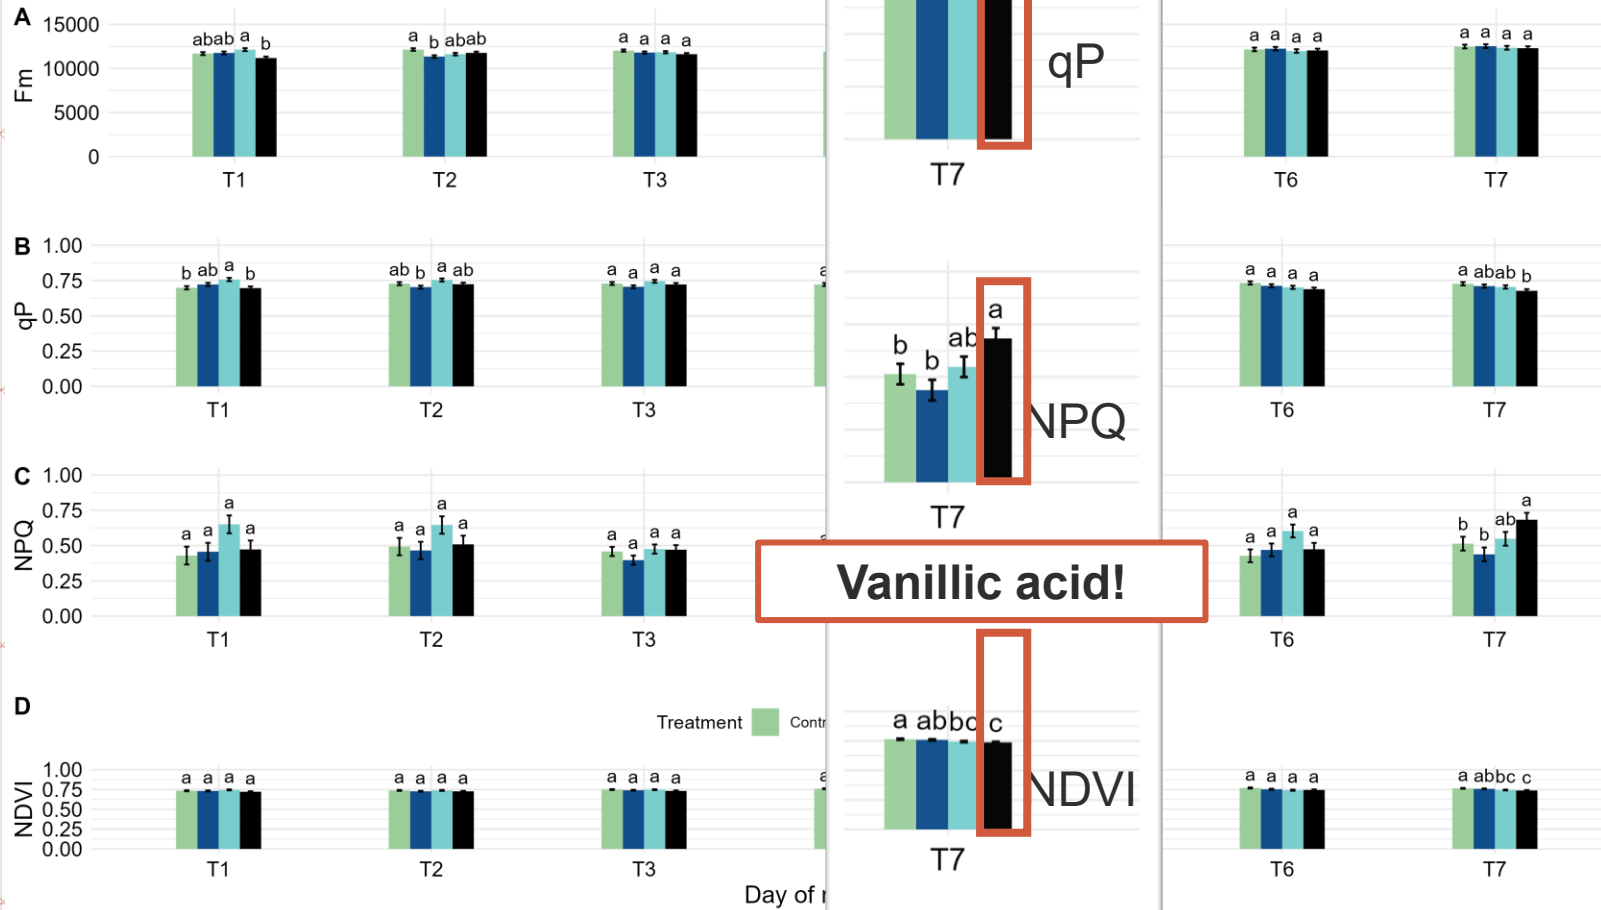 A
15000
10000
5000
0
Fm
abab a b
a b abab
a a a a
a a a a
a a a a
T1 T2 T3 T6 T7
qP
T7
B
1.00
0.75
0.50
0.25
0.00
qP
b ab a b
ab b a ab
a a a a
a
a a a a
a abab b
T1 T2 T3 T6 T7
b b ab a
NPQ
T7
C
1.00
0.75
0.50
0.25
0.00
NPQ
a a a a
a a a a
a a a a
a a a a
b b ab a
T1 T2 T3 T6 T7
Vanillic acid!
D
Treatment Contr
1.00
0.75
0.50
0.25
0.00
NDVI
a a a a
a a a a
a a a a
a
a a a a
a abbc c
T1 T2 T3 T6 T7
a abbc c
NDVI
T7
Day of